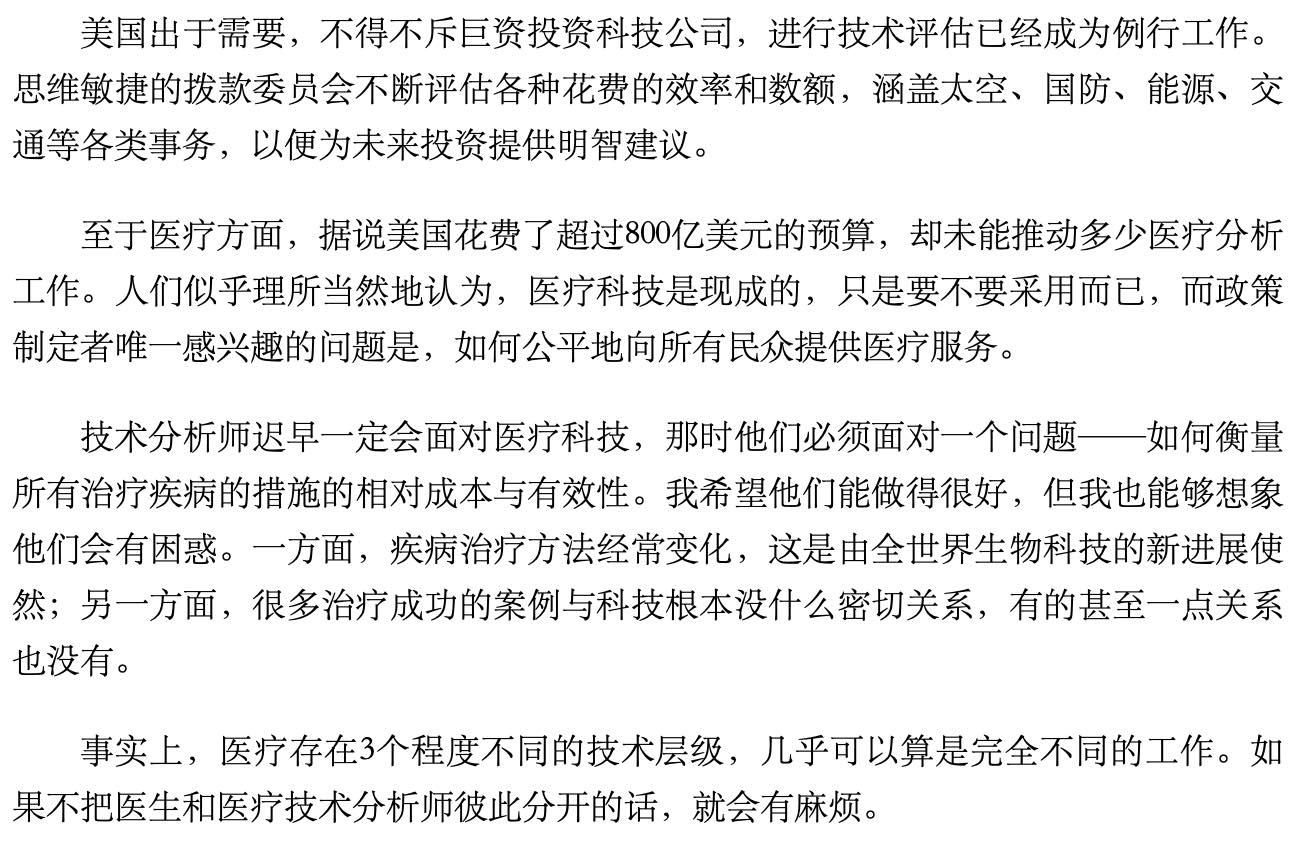 美国出于需要，不得不斥巨资投资科技公司，进行技术评估已经成为例行工作。
思维敏捷的拨款委员会不断评估各种花费的效率和数额，涵盖太空、国防、能源、交
通等各类事务，以便为未来投资提供明智建议。
至于医疗方面，据说美国花费了超过800亿美元的预算，却未能推动多少医疗分析
工作。人们似乎理所当然地认为，医疗科技是现成的，只是要不要采用而已，而政策
制定者唯一感兴趣的问题是，如何公平地向所有民众提供医疗服务。
技术分析师迟早一定会面对医疗科技，那时他们必须面对一个问题——如何衡量
所有治疗疾病的措施的相对成本与有效性。我希望他们能做得很好，但我也能够想象
他们会有困惑。一方面，疾病治疗方法经常变化，这是由全世界生物科技的新进展使
然；另一方面，很多治疗成功的案例与科技根本没什么密切关系，有的甚至一点关系
也没有。
事实上，医疗存在3个程度不同的技术层级，几乎可以算是完全不同的工作。如
果不把医生和医疗技术分析师彼此分开的话，就会有麻烦。